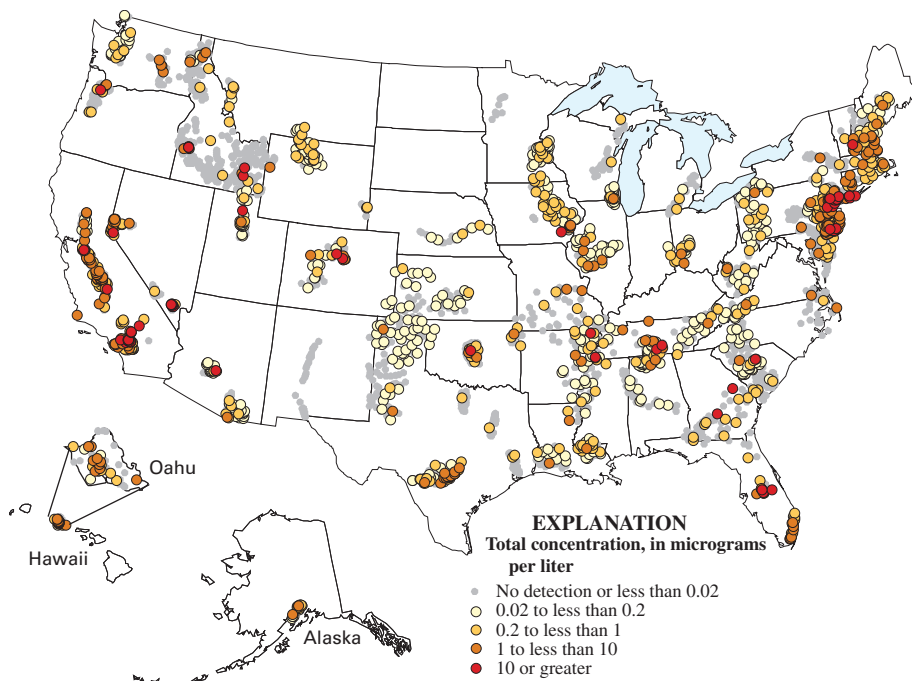 Oahu
Hawaii
Alaska
EXPLANATION
Total concentration, in micrograms
per liter
No detection or less than 0.02
0.02 to less than 0.2
0.2 to less than 1
1 to less than 10
10 or greater